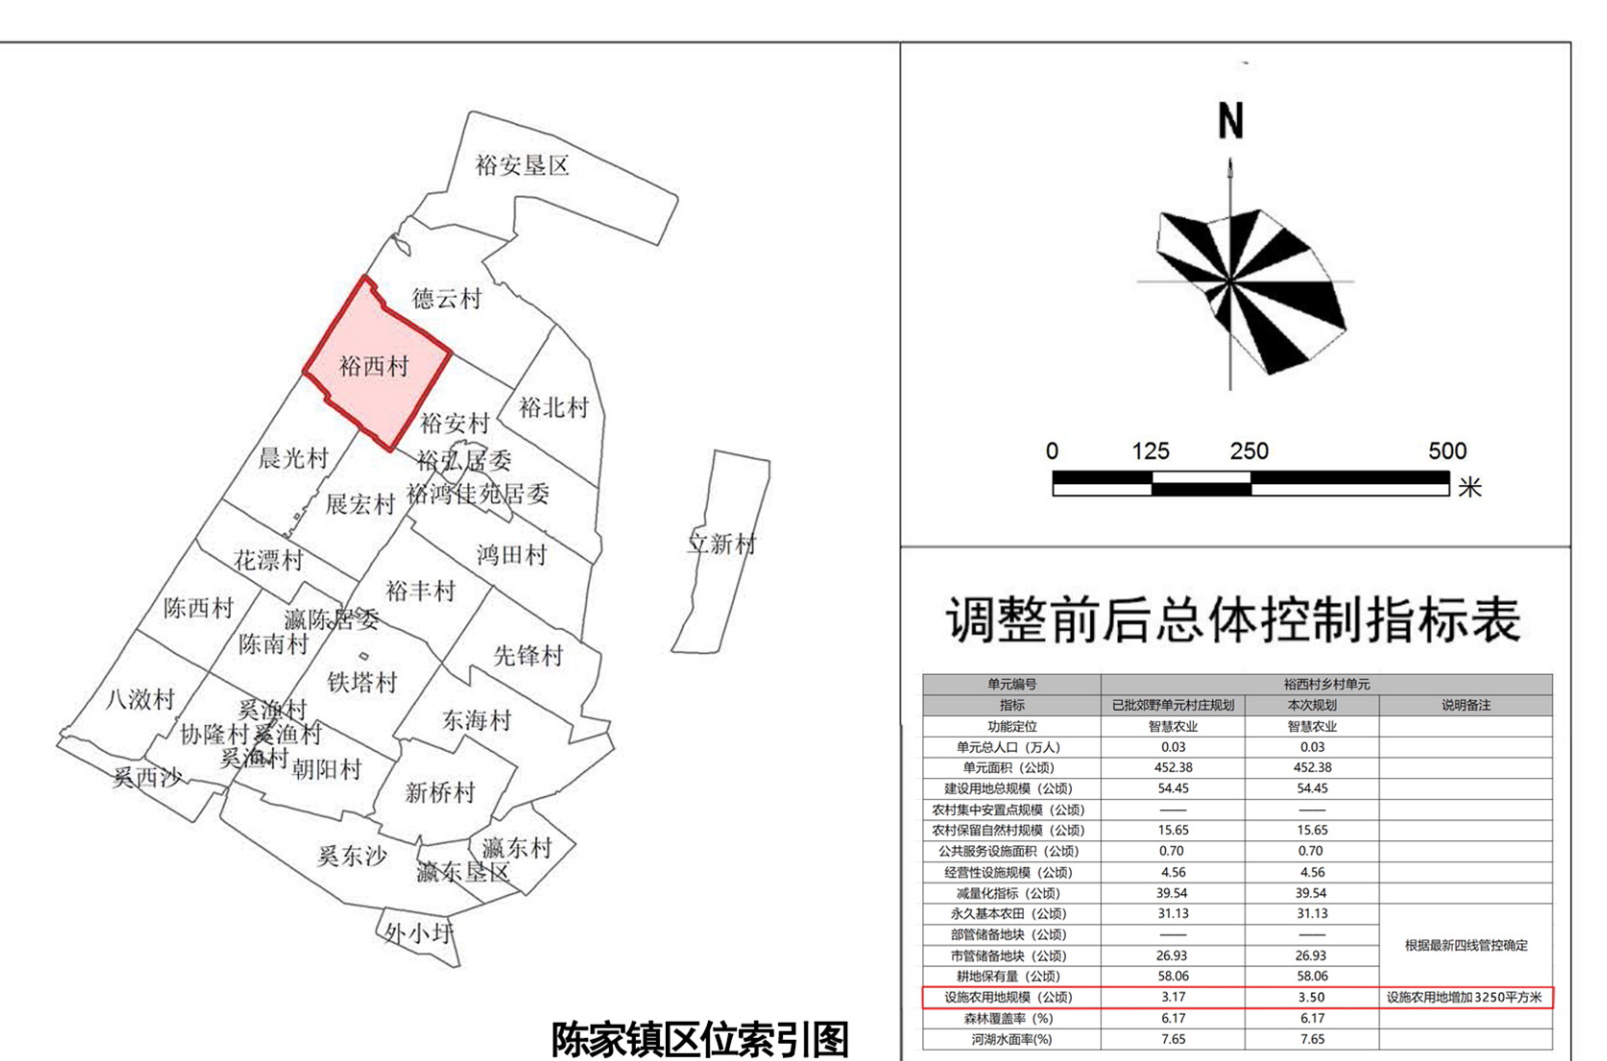 裕安垦区
德云村
裕西村
裕安村
裕北村
晨光村
裕弘居委
裕鸿佳苑居委
展宏村
立新村
花漂村
鸿田村
裕丰村
陈西村
瀛陈居委
陈南村
先锋村
铁塔村
八滧村
奚渔村
东海村
协隆村
奚渔村
奚渔村
朝阳村
奚西沙
新桥村
奚东沙
瀛东村
瀛东垦区
外小圩
陈家镇区位索引图
N
0 125 250 500
米
调整前后总体控制指标表
单元编号 裕西村乡村单元
指标 已批郊野单元村庄规划 本次规划 说明备注
功能定位 智慧农业 智慧农业
单元总人口（万人） 0.03 0.03
单元面积（公顷） 452.38 452.38
建设用地总规模（公顷） 54.45 54.45
农村集中安置点规模（公顷） —— ——
农村保留自然村规模（公顷） 15.65 15.65
公共服务设施面积（公顷） 0.70 0.70
经营性设施规模（公顷） 4.56 4.56
减量化指标（公顷） 39.54 39.54
永久基本农田（公顷） 31.13 31.13
部管储备地块（公顷） —— ——
根据最新四线管控确定
市管储备地块（公顷） 26.93 26.93
耕地保有量（公顷） 58.06 58.06
设施农用地规模（公顷） 3.17 3.50 设施农用地增加3250平方米
森林覆盖率（%） 6.17 6.17
河湖水面率(%) 7.65 7.65